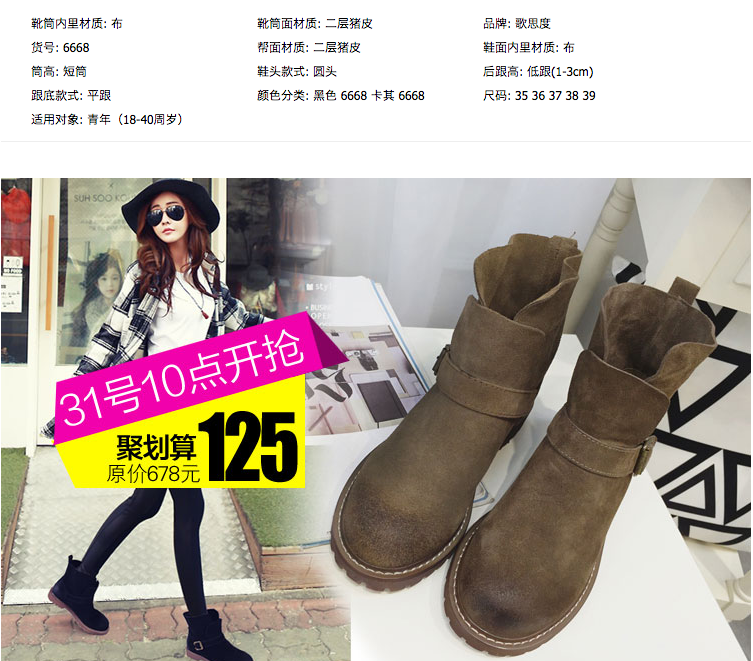 靴筒内里材质: 布 靴筒面材质: 二层猪皮 品牌: 歌思度
货号: 6668 帮面材质: 二层猪皮 鞋面内里材质: 布
筒高: 短筒 鞋头款式: 圆头 后跟高: 低跟(1-3cm)
跟底款式: 平跟 颜色分类: 黑色 6668 卡其 6668 尺码: 35 36 37 38 39
适用对象: 青年（18-40周岁）
SUH SOO KO
NO FOOD
31号10点开抢
聚划算 125
原价678元